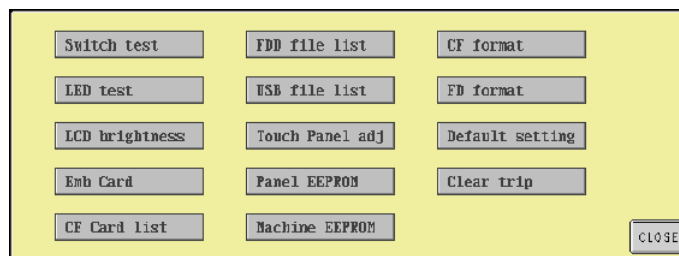 Switch test
FDD file list
CF format
LED test
USB file list
FD format
LCD brightness
Touch Panel adj
Default setting
Emb Card
Panel EEPROM
Clear trip
CF Card list
Machine EEPROM
CLOSE